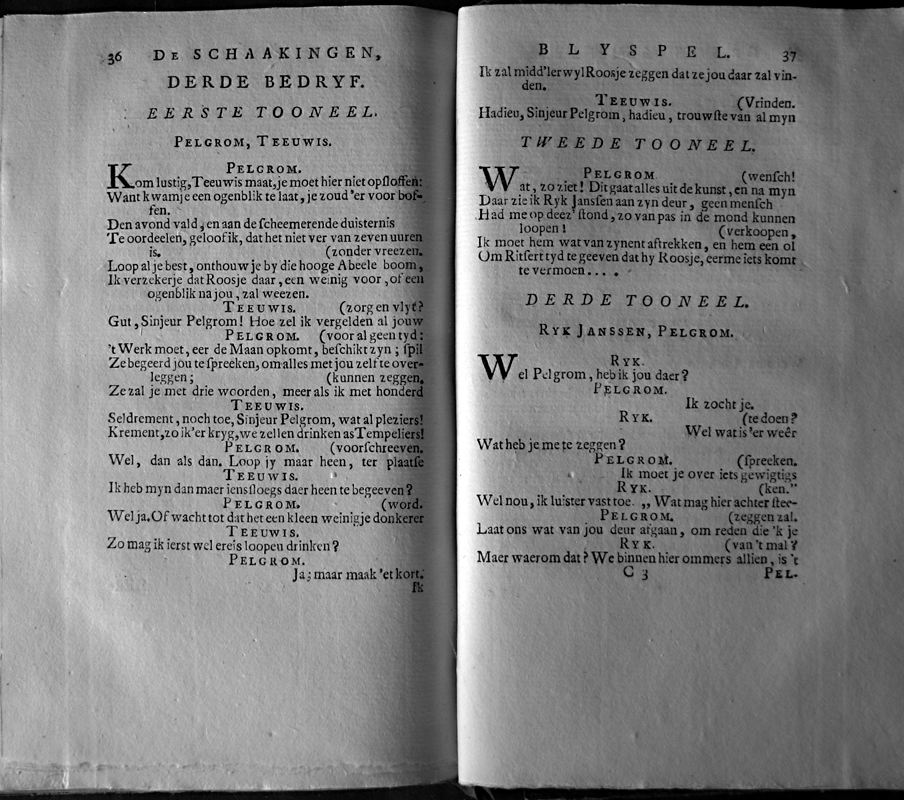 36 DE SCHAAKINGEN,
DERDE BEDRYF.
EERSTE TOONEEL.
PELGROM, TEEUWIS.
PELGROM.
Kom lustig, Teeuwis maat, je moet hier niet opſloffen:
Want kwam je een ogenblik te laat, je zoud 'er voor boſ-
fen.
Den avond vald, en aan de ſcheemerende duisternis
Te oordeelen, geloof ik, dat het niet ver van zeven uuren
is. (zonder vreezen.
Loop al je best, onthouw je by die hooge Abeele boom,
Ik verzeker je dat Roosje daar, een weinig voor, of een
ogenblik na jou, zal weezen.
TEEUWIS. (zorg en vlyt?
Gut, Sinjeur Pelgrom! Hoe zel ik vergelden al jouw
PELGROM. (voor al geen tyd:
't Werk moet, eer de Maan opkomt, beſchikt zyn; ſpil
Ze begeerd jou te ſpreeken, om alles met jou zelf te over-
leggen; (kunnen zeggen,
Ze zal je met drie woorden, meer als ik met honderd
TEEUWIS.
Seldrement, noch toe, Sinjeur Pelgrom, wat al pleziers!
Krement, zo ik 'er kryg, we zellen drinken as Tempeliers!
PELGROM. (voorſchreeven.
Wel, dan als dan. Loop jy maar heen, ter plaatſe
TEEUWIS.
Ik heb myn dan maer iensſloegs daer heen te begeeven?
PELGROM. (word.
Wel ja. Of wacht tot dat het een kleen weinigje donkerer
TEEUWIS.
Zo mag ik ierst wel ereis loopen drinken?
PELGROM.
Ja; maar maak 'et kort.
Ik
BLYSPEL. 37
Ik zal midd'lerwyl Roosje zeggen dat ze jou daar zal vin-
den.
TEEUWIS. (Vrinden.
Hadieu, Sinjeur Pelgrom, hadieu, trouwſte van al myn
TWEEDE TOONEEL.
PELGROM (wenſch!
Wat, zo ziet! Dit gaat alles uit de kunst, en na myn
Daar zie ik Ryk Janſſen aan zyn deur, geen menſch
Had me op deez' ſtond, zo van pas in de mond kunnen
loopen! (verkoopen,
Ik moet hem wat van zynent aftrekken, en hem een ol
Om Ritſert tyd te geeven dat hy Roosje, eerme iets komt
te vermoen....
DERDE TOONEEL.
RYK JANSSEN, PELGROM.
RYK.
Wel Pelgrom, heb ik jou daer?
PELGROM.
Ik zocht je.
RYK. (te doen?
Wel wat is 'er weêr
Wat heb je me te zeggen?
PELGROM. (ſpreeken.
Ik moet je over iets gewigtigs
RYK. (ken."
Wel nou, ik luister vast toe. „ Wat mag hier achter ſtee-
PELGROM. (zeggen zal.
Laat ons wat van jou deur afgaan, om reden die 'k je
RYK. (van 't mal?
Maer waerom dat? We binnen hier ommers allien, is 't
C 3 PEL-